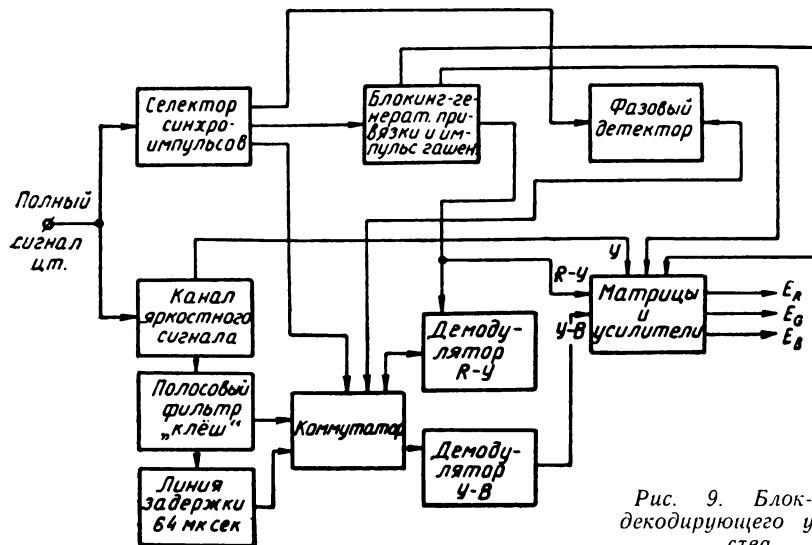 Селектор
синхро-
импульсов
Блокинг-ге-
нерат. при-
вязки и им-
пульс гашен
Фазовый
детектор
Полный
сигнал
цт.
Канал
яркостного
сигнала
У
R-У
У-В
Матрицы
и
усилители
E_R
E_G
E_B
Демоду-
лятор
R-У
Полосовый
фильтр
„клёш“
Коммутатор
Демоду-
лятор
У-В
Линия
задержки
64 мксек
Рис. 9. Блок-
декодирующего у
ства